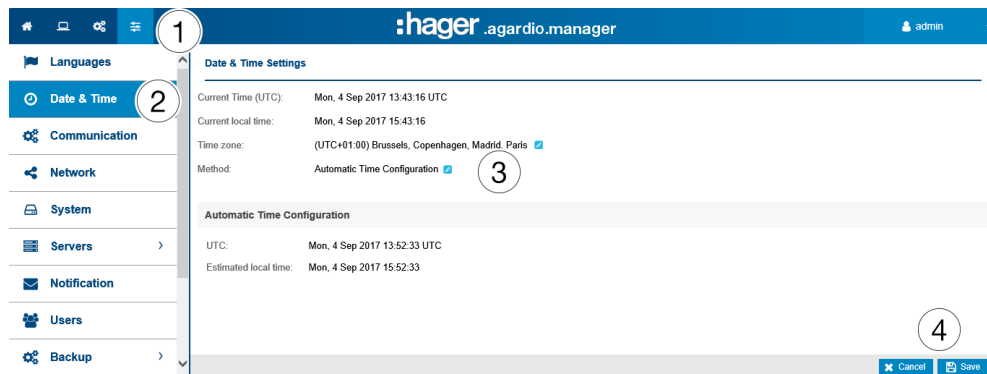 1
:hager .agardio.manager
admin
Languages
Date & Time
2
Communication
Network
System
Servers
Notification
Users
Backup
Date & Time Settings
Current Time (UTC): Mon, 4 Sep 2017 13:43:16 UTC
Current local time: Mon, 4 Sep 2017 15:43:16
Time zone: (UTC+01:00) Brussels, Copenhagen, Madrid. Paris
Method: Automatic Time Configuration
3
Automatic Time Configuration
UTC: Mon, 4 Sep 2017 13:52:33 UTC
Estimated local time: Mon, 4 Sep 2017 15:52:33
4
Cancel Save